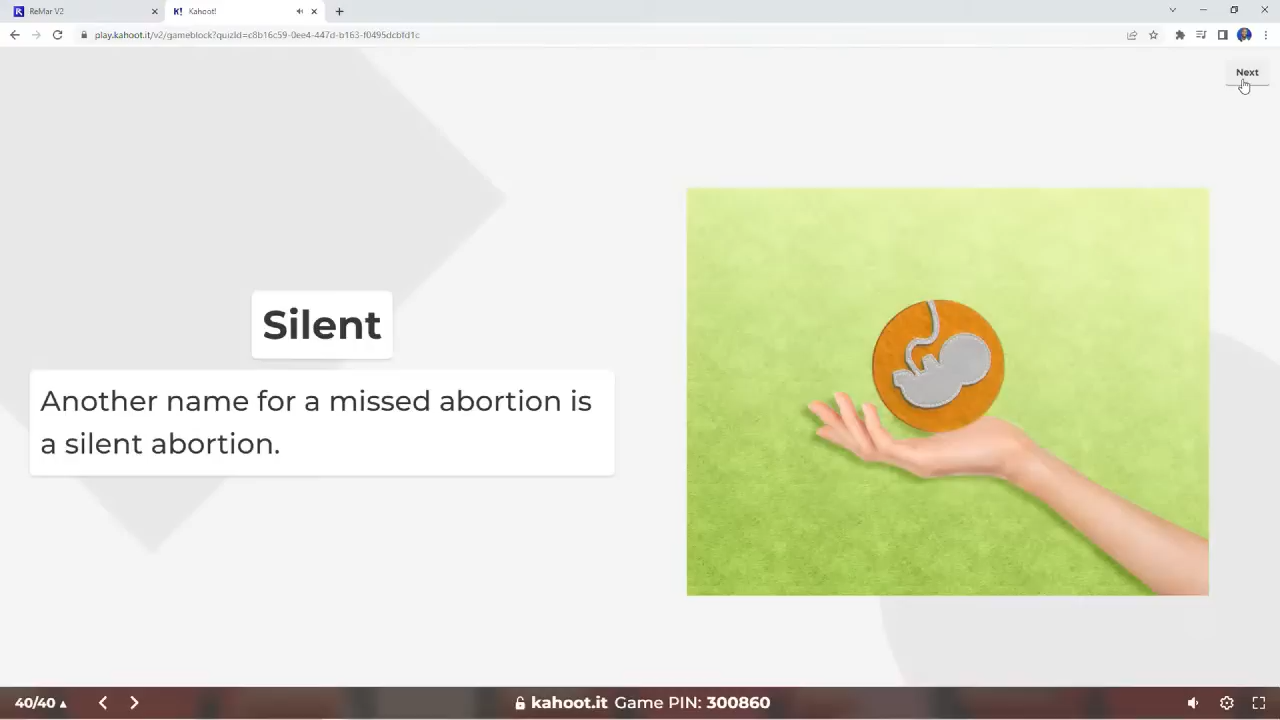 ReMar V2
K! Kahoot!
play.kahoot.it/v2/gameblock?quizId=c8b16c59-0ee4-447d-b163-f0495dcbfd1c
Next
Silent
Another name for a missed abortion is
a silent abortion.
40/40
kahoot.it Game PIN: 300860